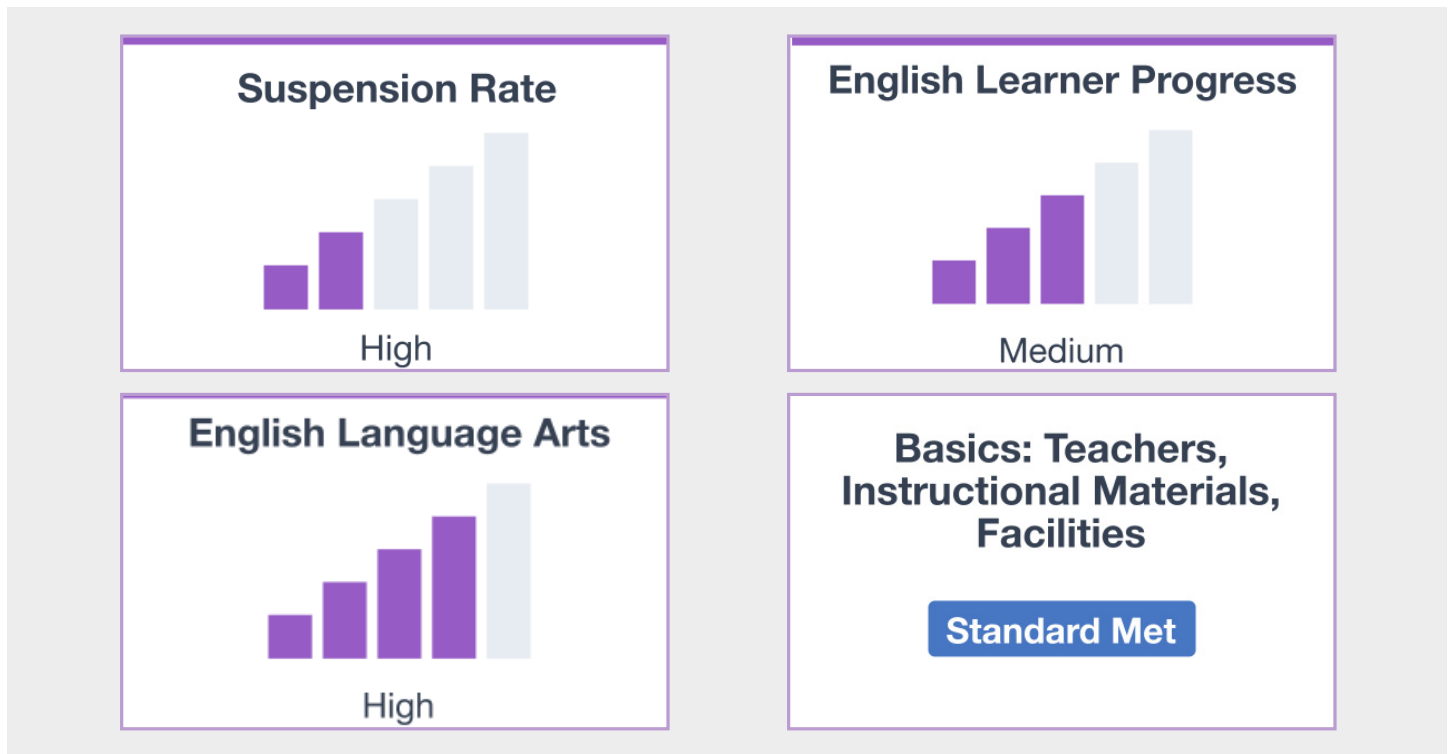 Suspension Rate
High
English Learner Progress
Medium
English Language Arts
High
Basics: Teachers,
Instructional Materials,
Facilities
Standard Met